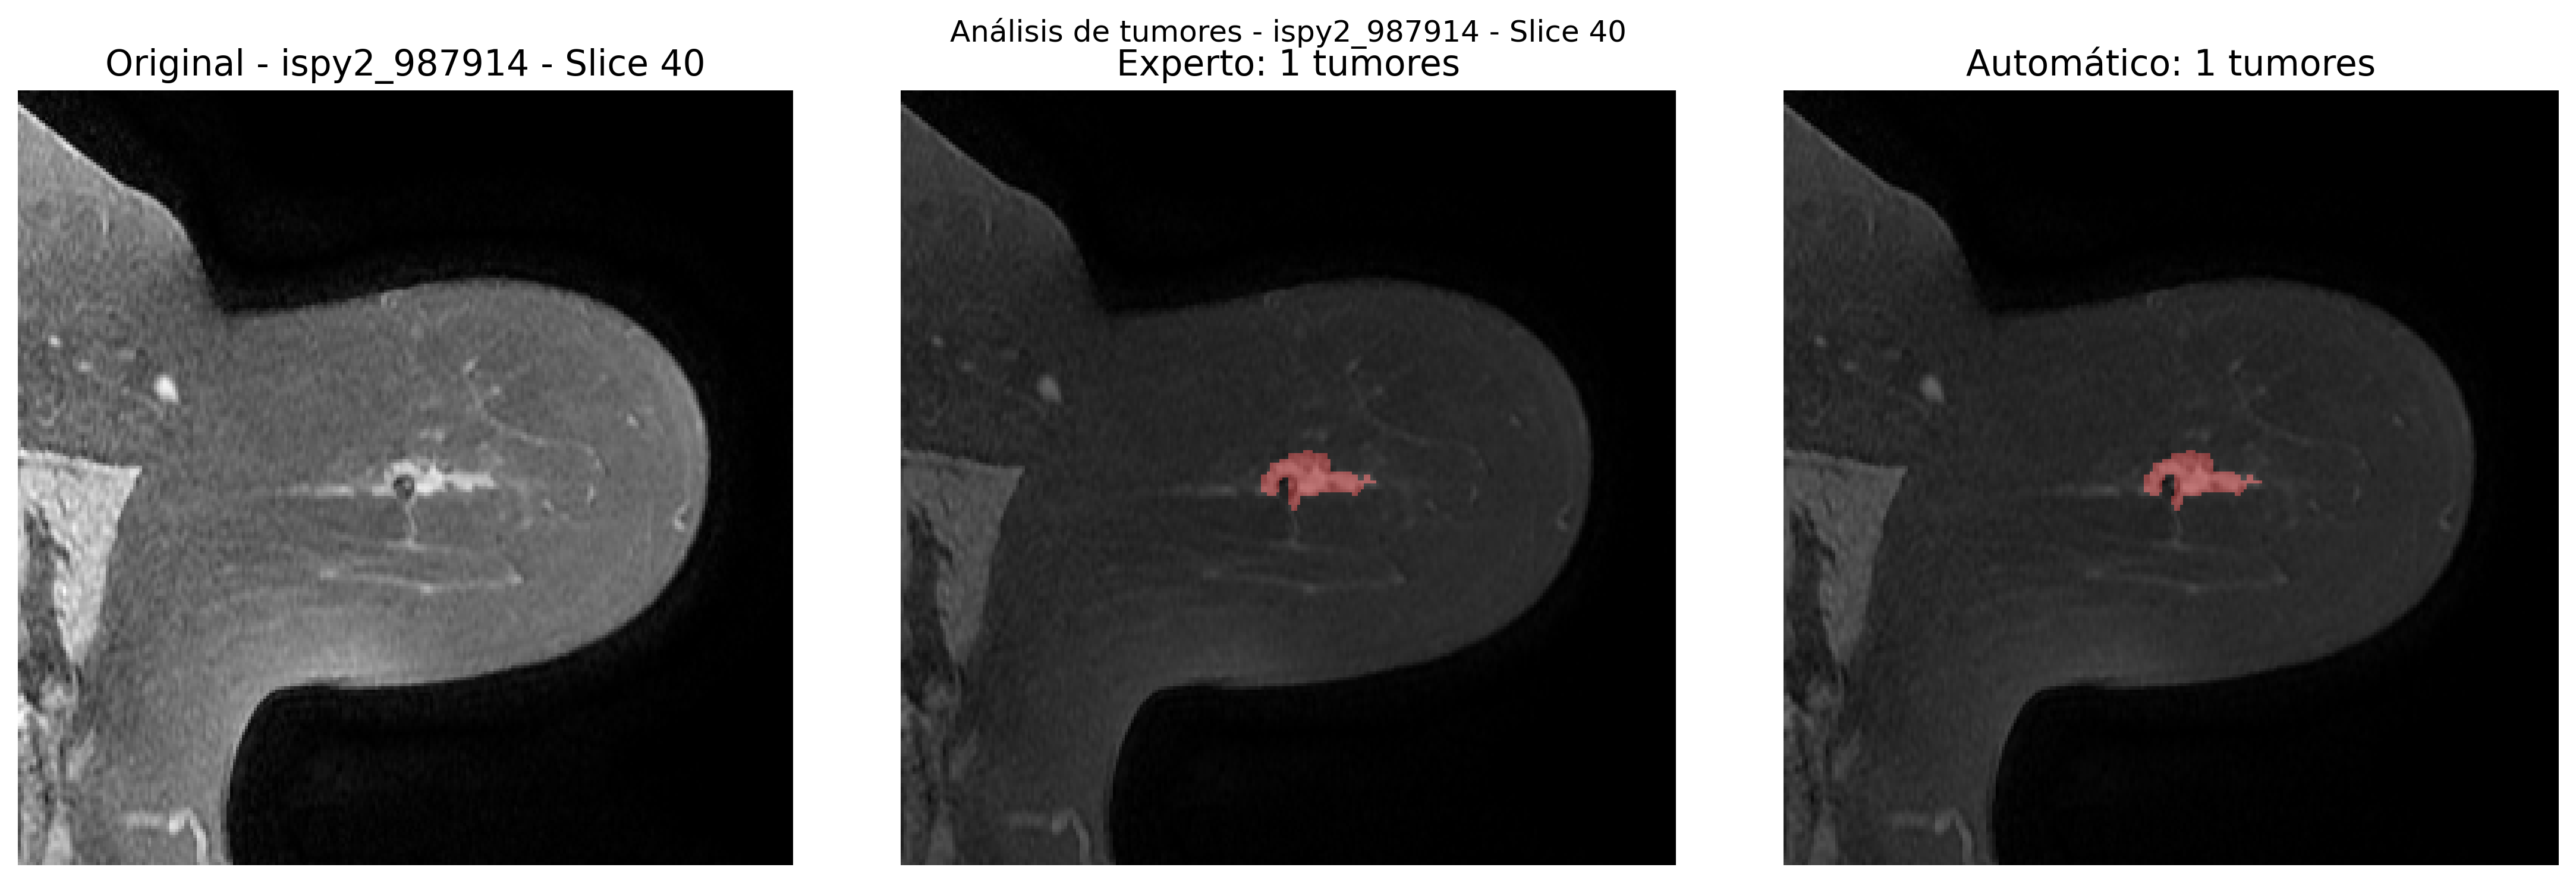 Análisis de tumores - ispy2_987914 - Slice 40
Original - ispy2_987914 - Slice 40
Experto: 1 tumores
Automático: 1 tumores